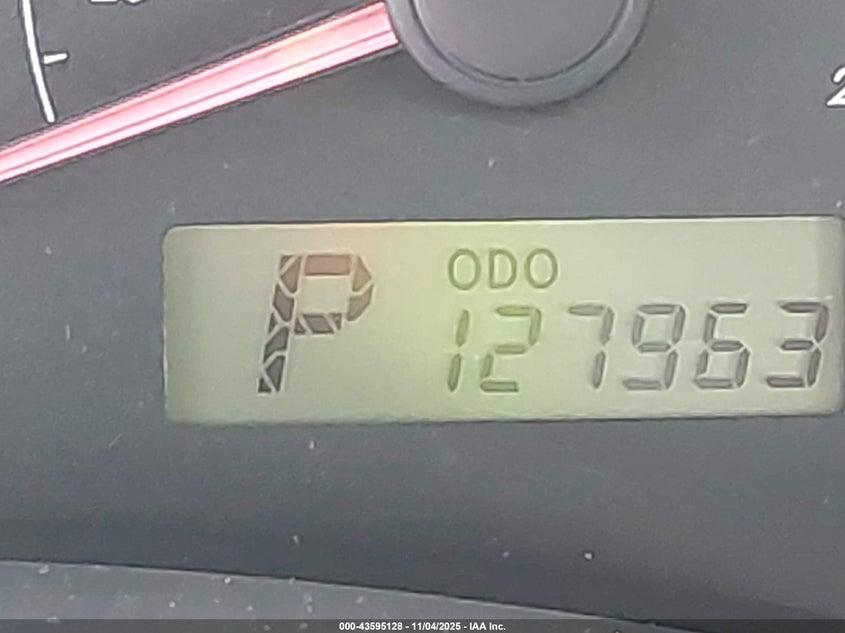 P
ODO
127963
000-43595128 - 11/04/2025 - IAA Inc.